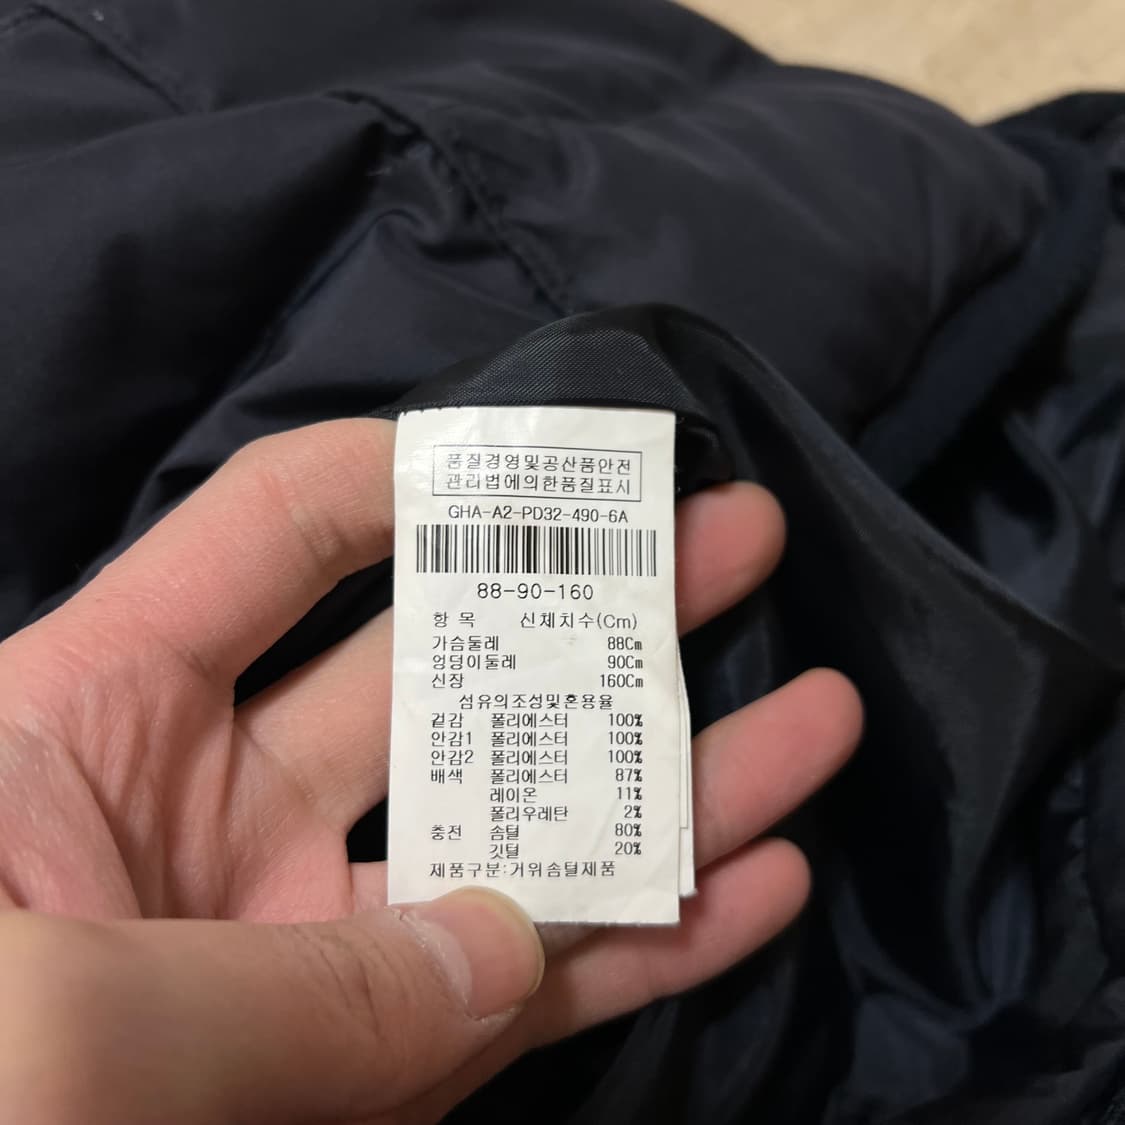 품질경영및공산품안전
관리법에의한품질표시
GHA-A2-PD32-490-6A
88-90-160
항 목 신체치수(Cm)
가슴둘레 88Cm
엉덩이둘레 90Cm
신장 160Cm
섬유의조성및혼용율
겉감 폴리에스터 100%
안감1 폴리에스터 100%
안감2 폴리에스터 100%
배색 폴리에스터 87%
레이온 11%
폴리우레탄 2%
충전 솜털 80%
깃털 20%
제품구분:거위솜털제품